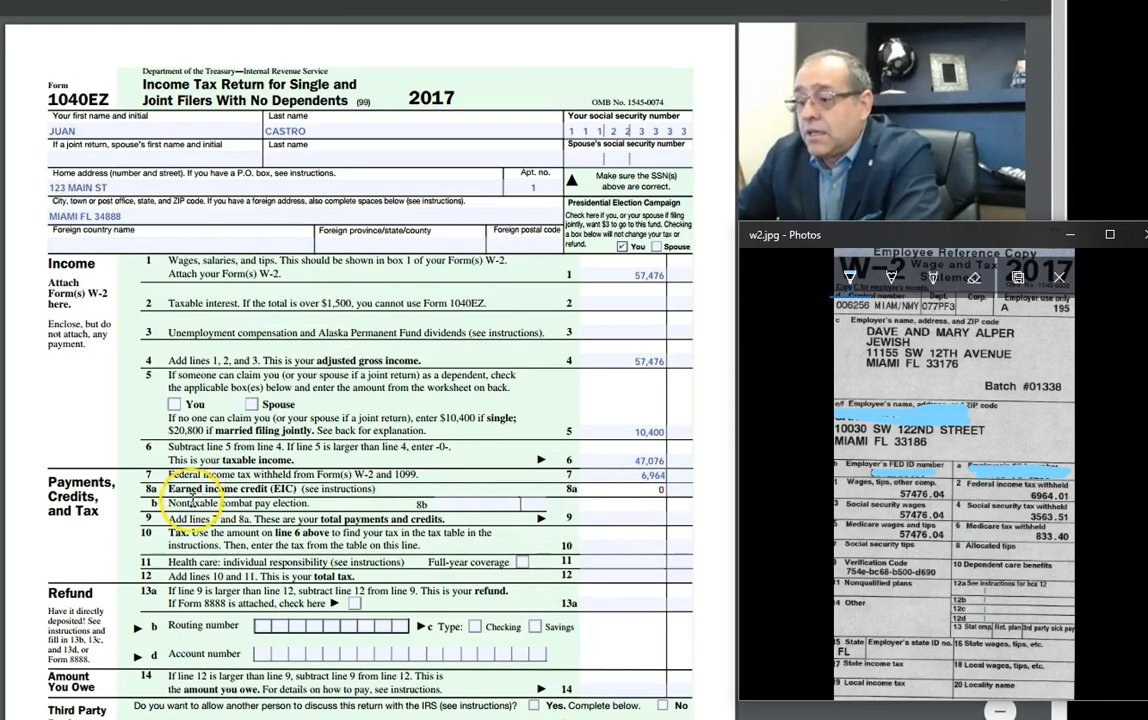 Department of the Treasury—Internal Revenue Service
Form
1040EZ
Income Tax Return for Single and
Joint Filers With No Dependents (99)
2017
OMB No. 1545-0074
Your first name and initial
Last name
Your social security number
JUAN
CASTRO
1 1 1 2 2 3 3 3 3
If a joint return, spouse's first name and initial
Last name
Spouse's social security number
Home address (number and street). If you have a P.O. box, see instructions.
Apt. no.
123 MAIN ST
1
Make sure the SSN(s)
above are correct.
City, town or post office, state, and ZIP code. If you have a foreign address, also complete spaces below (see instructions).
MIAMI FL 34888
Foreign country name
Foreign province/state/county
Foreign postal code
Presidential Election Campaign
Check here if you, or your spouse if filing
jointly, want $3 to go to this fund. Checking
a box below will not change your tax or
refund.
You
Spouse
Income
Attach
Form(s) W-2
here.
Enclose, but do
not attach, any
payment.
1 Wages, salaries, and tips. This should be shown in box 1 of your Form(s) W-2.
Attach your Form(s) W-2.
1 57,476
2 Taxable interest. If the total is over $1,500, you cannot use Form 1040EZ.
2
3 Unemployment compensation and Alaska Permanent Fund dividends (see instructions).
3
4 Add lines 1, 2, and 3. This is your adjusted gross income.
4 57,476
5 If someone can claim you (or your spouse if a joint return) as a dependent, check
the applicable box(es) below and enter the amount from the worksheet on back.
You
Spouse
If no one can claim you (or your spouse if a joint return), enter $10,400 if single;
$20,800 if married filing jointly. See back for explanation.
5 10,400
6 Subtract line 5 from line 4. If line 5 is larger than line 4, enter -0-.
This is your taxable income.
6 47,076
Payments,
Credits,
and Tax
7 Federal income tax withheld from Form(s) W-2 and 1099.
7 6,964
8a Earned income credit (EIC) (see instructions)
8a 0
b Nontaxable combat pay election.
8b
9 Add lines 7 and 8a. These are your total payments and credits.
9
10 Tax. Use the amount on line 6 above to find your tax in the tax table in the
instructions. Then, enter the tax from the table on this line.
10
11 Health care: individual responsibility (see instructions)
Full-year coverage
11
12 Add lines 10 and 11. This is your total tax.
12
Refund
Have it directly
deposited! See
instructions and
fill in 13b, 13c,
and 13d, or
Form 8888.
13a If line 9 is larger than line 12, subtract line 12 from line 9. This is your refund.
If Form 8888 is attached, check here
13a
b Routing number
c Type:
Checking
Savings
d Account number
Amount
You Owe
14 If line 12 is larger than line 9, subtract line 9 from line 12. This is
the amount you owe. For details on how to pay, see instructions.
14
Third Party
Do you want to allow another person to discuss this return with the IRS (see instructions)?
Yes. Complete below.
No
w2.jpg - Photos
Employee Reference Copy
W-2 Wage and Tax
Statement
2017
Dept.
Corp.
Employer use only
006256 MIAM/NMY 077PF3
A 195
c Employer's name, address, and ZIP code
DAVE AND MARY ALPER
JEWISH
11155 SW 12TH AVENUE
MIAMI FL 33176
Batch #01338
e/f Employee's name, address, and ZIP code
10030 SW 122ND STREET
MIAMI FL 33186
b Employer's FED ID number
a
1 Wages, tips, other comp.
57476.04
2 Federal income tax withheld
6964.01
3 Social security wages
57476.04
4 Social security tax withheld
3563.51
5 Medicare wages and tips
57476.04
6 Medicare tax withheld
833.40
7 Social security tips
8 Allocated tips
9 Verification Code
754e-bc68-b500-d690
10 Dependent care benefits
11 Nonqualified plans
12a See instructions for box 12
12b
12c
12d
14 Other
13 Stat emp. Ret. plan 3rd party sick pay
15 State
Employer's state ID no.
16 State wages, tips, etc.
FL
17 State income tax
18 Local wages, tips, etc.
19 Local income tax
20 Locality name